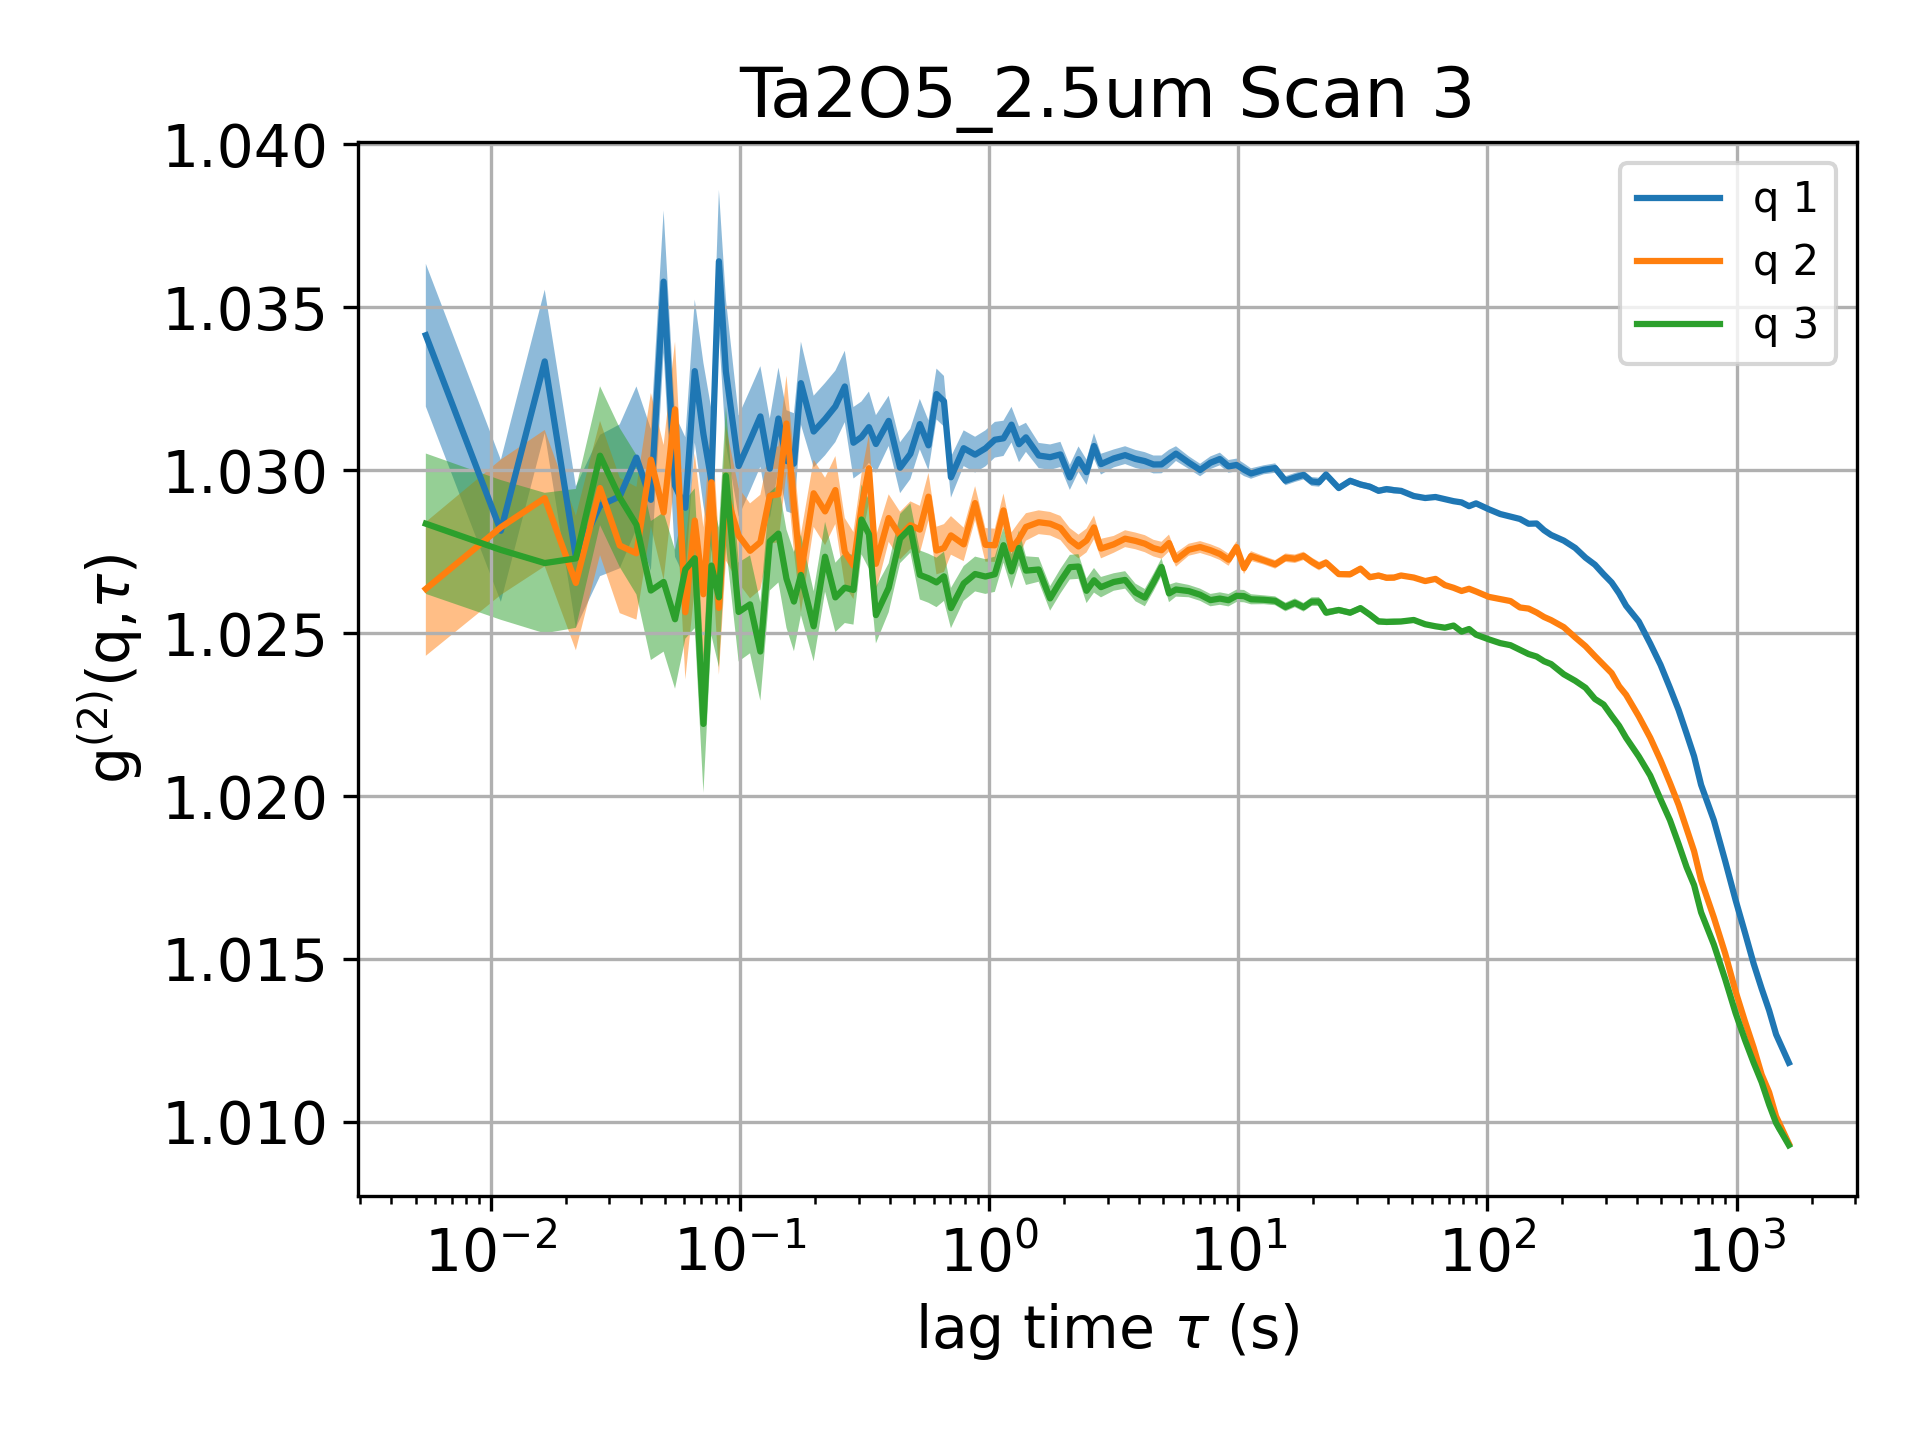 Ta2O5_2.5um Scan 3
1.040
1.035
1.030
1.025
1.020
1.015
1.010
g⁽²⁾(q,τ)
q 1
q 2
q 3
10⁻² 10⁻¹ 10⁰ 10¹ 10² 10³
lag time τ (s)